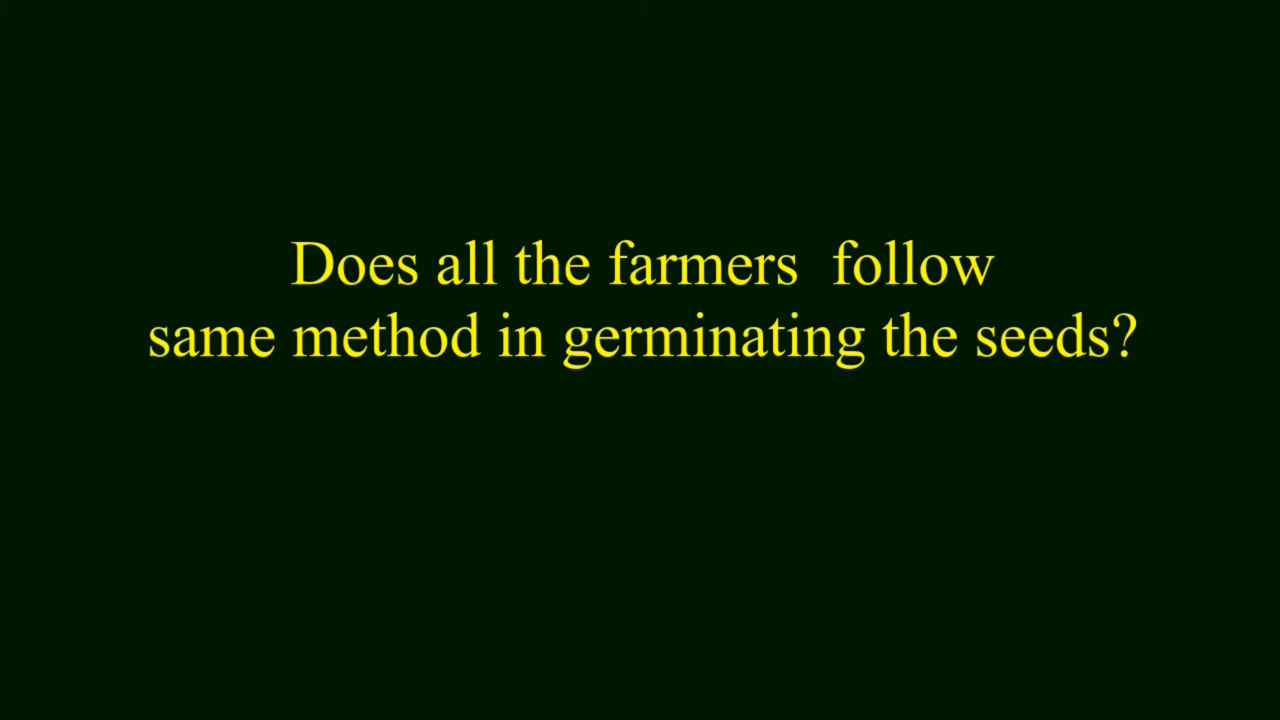 Does all the farmers  follow
same method in germinating the seeds?